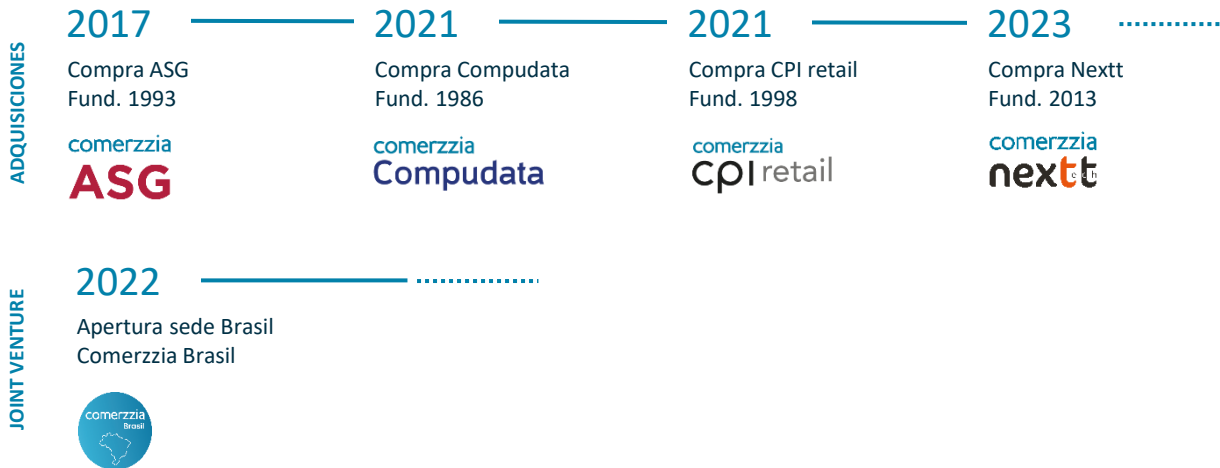 ADQUISICIONES
2017
Compra ASG
Fund. 1993
comerzzia
ASG
2021
Compra Compudata
Fund. 1986
comerzzia
Compudata
2021
Compra CPI retail
Fund. 1998
comerzzia
cpi retail
2023
Compra Nextt
Fund. 2013
comerzzia
nextt
JOINT VENTURE
2022
Apertura sede Brasil
Comerzzia Brasil
comerzzia
Brasil